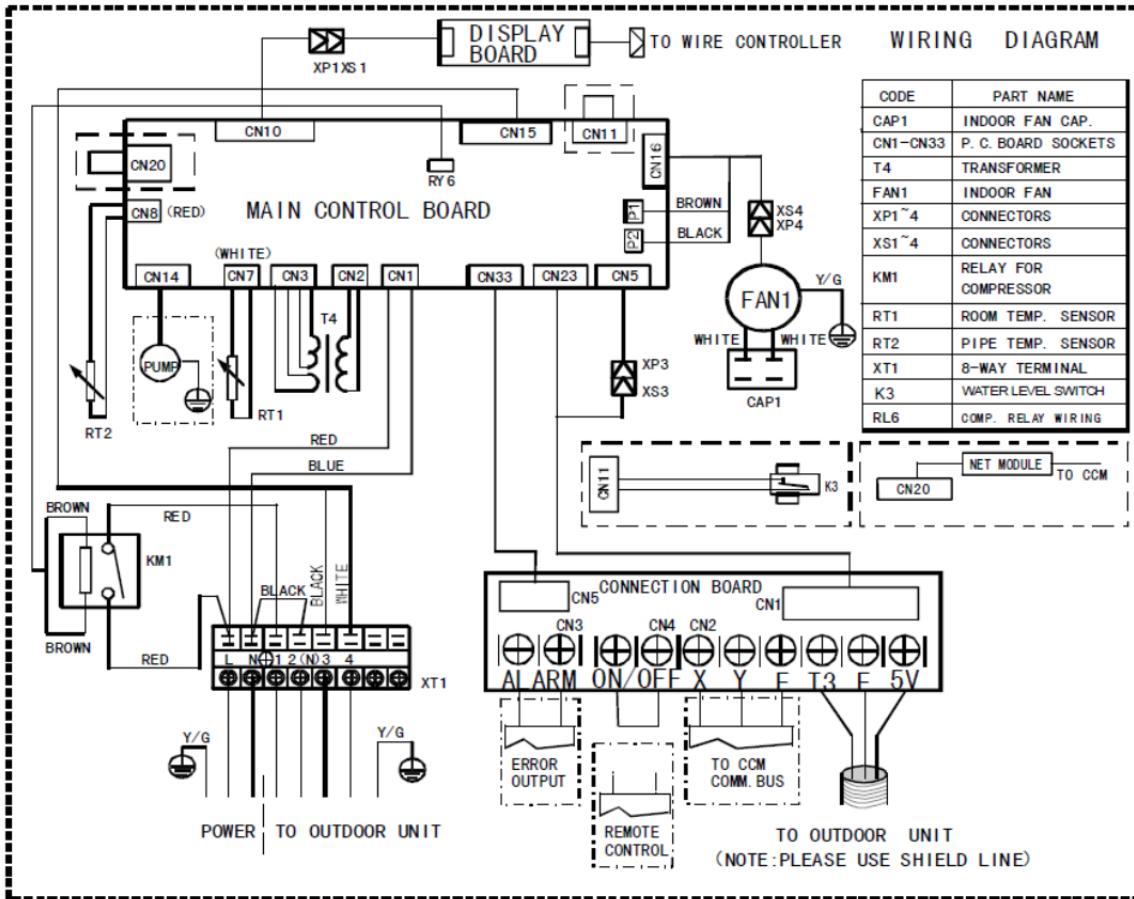 DISPLAY
BOARD
TO WIRE CONTROLLER
XP1XS1
WIRING DIAGRAM
CODE PART NAME
CAP1 INDOOR FAN CAP.
CN1-CN33 P.C.BOARD SOCKETS
T4 TRANSFORMER
FAN1 INDOOR FAN
XP1~4 CONNECTORS
XS1~4 CONNECTORS
KM1 RELAY FOR
COMPRESSOR
RT1 ROOM TEMP. SENSOR
RT2 PIPE TEMP. SENSOR
XT1 8-WAY TERMINAL
K3 WATER LEVEL SWITCH
RL6 COMP. RELAY WIRING
CN10
CN15
CN11
CN16
CN20
RY6
CN8 (RED)
MAIN CONTROL BOARD
P1
BROWN
P2
BLACK
XS4
XP4
(WHITE)
CN14
CN7
CN3
CN2
CN1
CN33
CN23
CN5
FAN1
Y/G
WHITE
WHITE
CAP1
T4
PUMP
RT2
RT1
XP3
XS3
RED
BLUE
CN11
K3
NET MODULE
TO CCM
CN20
BROWN
RED
KM1
BLACK
BLACK
WHITE
BROWN
RED
L N 1 2(N) 3 4
XT1
Y/G
Y/G
POWER TO OUTDOOR UNIT
CONNECTION BOARD
CN5
CN1
CN3
CN4
CN2
ALARM ON/OFF X Y E T3 E 5V
ERROR
OUTPUT
REMOTE
CONTROL
TO CCM
COMM.BUS
TO OUTDOOR UNIT
(NOTE:PLEASE USE SHIELD LINE)